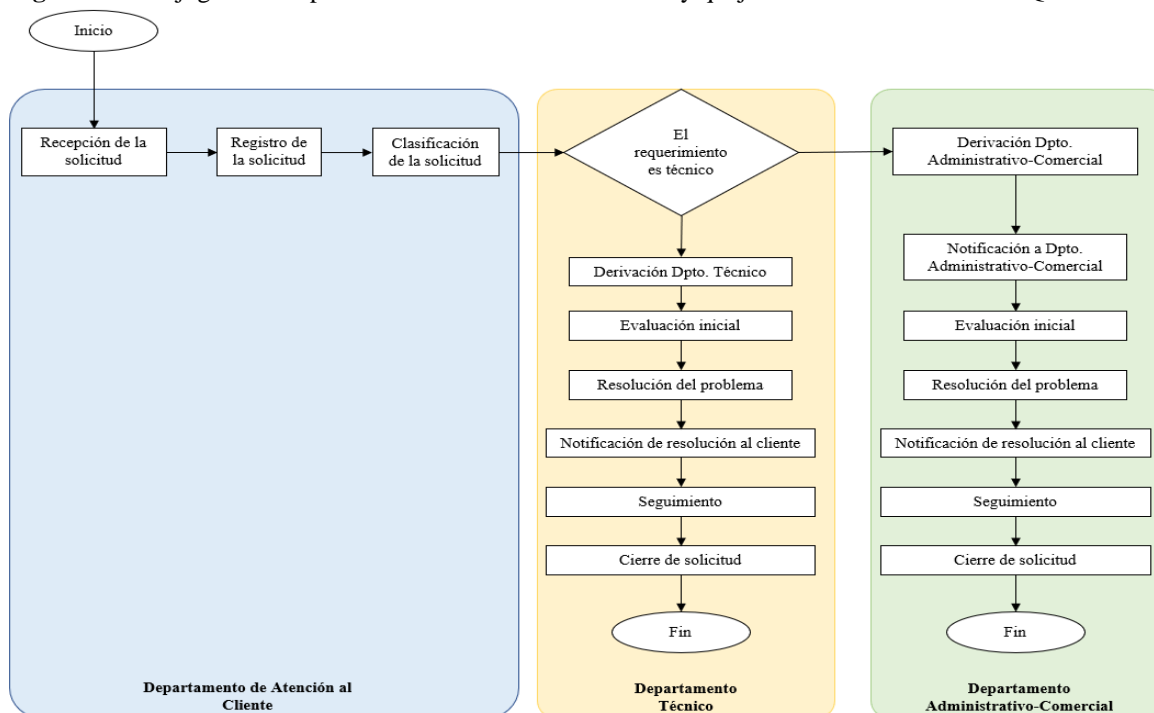 Inicio
Recepción de la
solicitud
Registro de
la solicitud
Clasificación
de la solicitud
El
requerimiento
es técnico
Derivación Dpto.
Administrativo-Comercial
Derivación Dpto. Técnico
Evaluación inicial
Resolución del problema
Notificación de resolución al cliente
Seguimiento
Cierre de solicitud
Fin
Notificación a Dpto.
Administrativo-Comercial
Evaluación inicial
Resolución del problema
Notificación de resolución al cliente
Seguimiento
Cierre de solicitud
Fin
Departamento de Atención al
Cliente
Departamento
Técnico
Departamento
Administrativo-Comercial